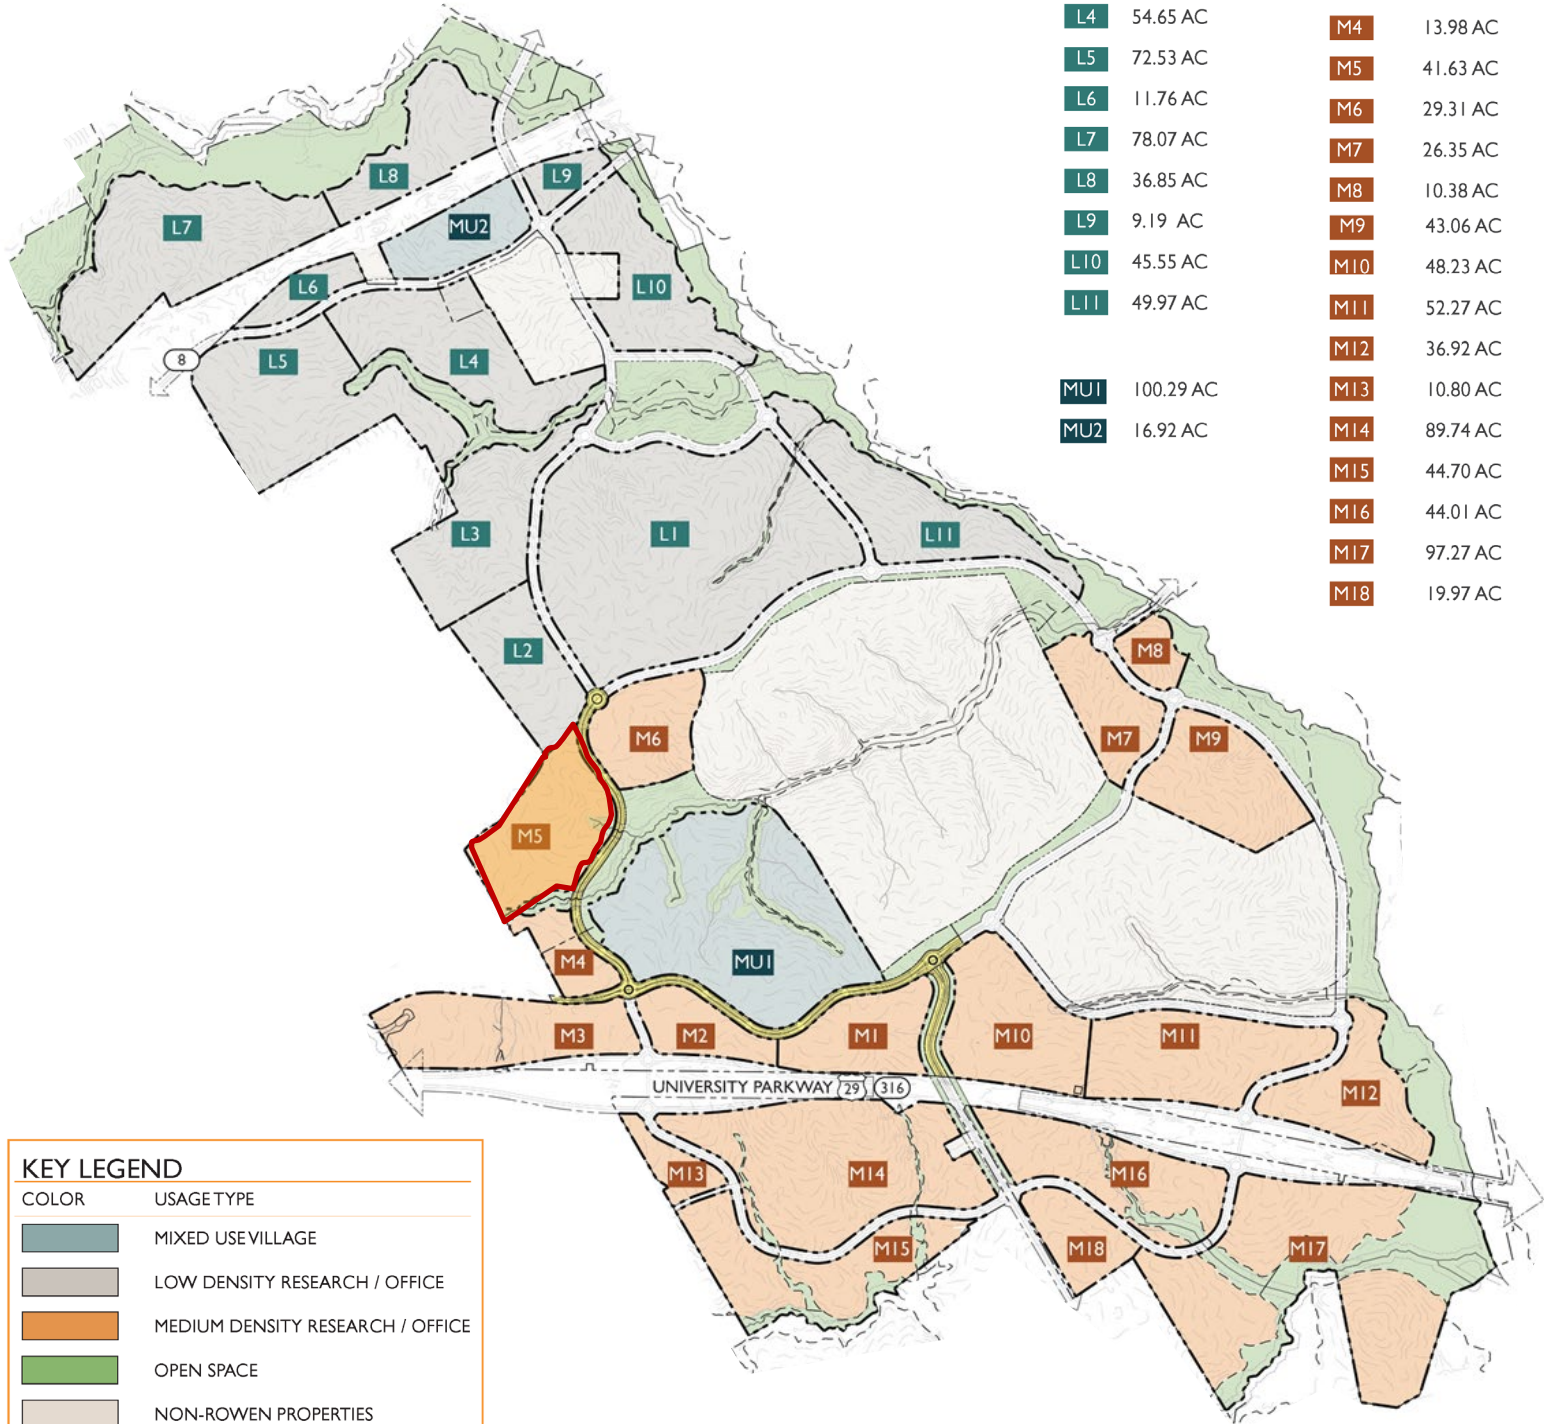 L4 54.65 AC
L5 72.53 AC
L6 11.76 AC
L7 78.07 AC
L8 36.85 AC
L9 9.19 AC
L10 45.55 AC
L11 49.97 AC
MU1 100.29 AC
MU2 16.92 AC
M4 13.98 AC
M5 41.63 AC
M6 29.31 AC
M7 26.35 AC
M8 10.38 AC
M9 43.06 AC
M10 48.23 AC
M11 52.27 AC
M12 36.92 AC
M13 10.80 AC
M14 89.74 AC
M15 44.70 AC
M16 44.01 AC
M17 97.27 AC
M18 19.97 AC
L8
L9
L7
MU2
L6
L10
8
L5
L4
L3
L1
L11
L2
M8
M6
M7
M9
M5
M4
MU1
M3
M2
M1
M10
M11
UNIVERSITY PARKWAY 29 316
M12
M13
M14
M16
M15
M18
M17
KEY LEGEND
COLOR USAGE TYPE
MIXED USE VILLAGE
LOW DENSITY RESEARCH / OFFICE
MEDIUM DENSITY RESEARCH / OFFICE
OPEN SPACE
NON-ROWEN PROPERTIES